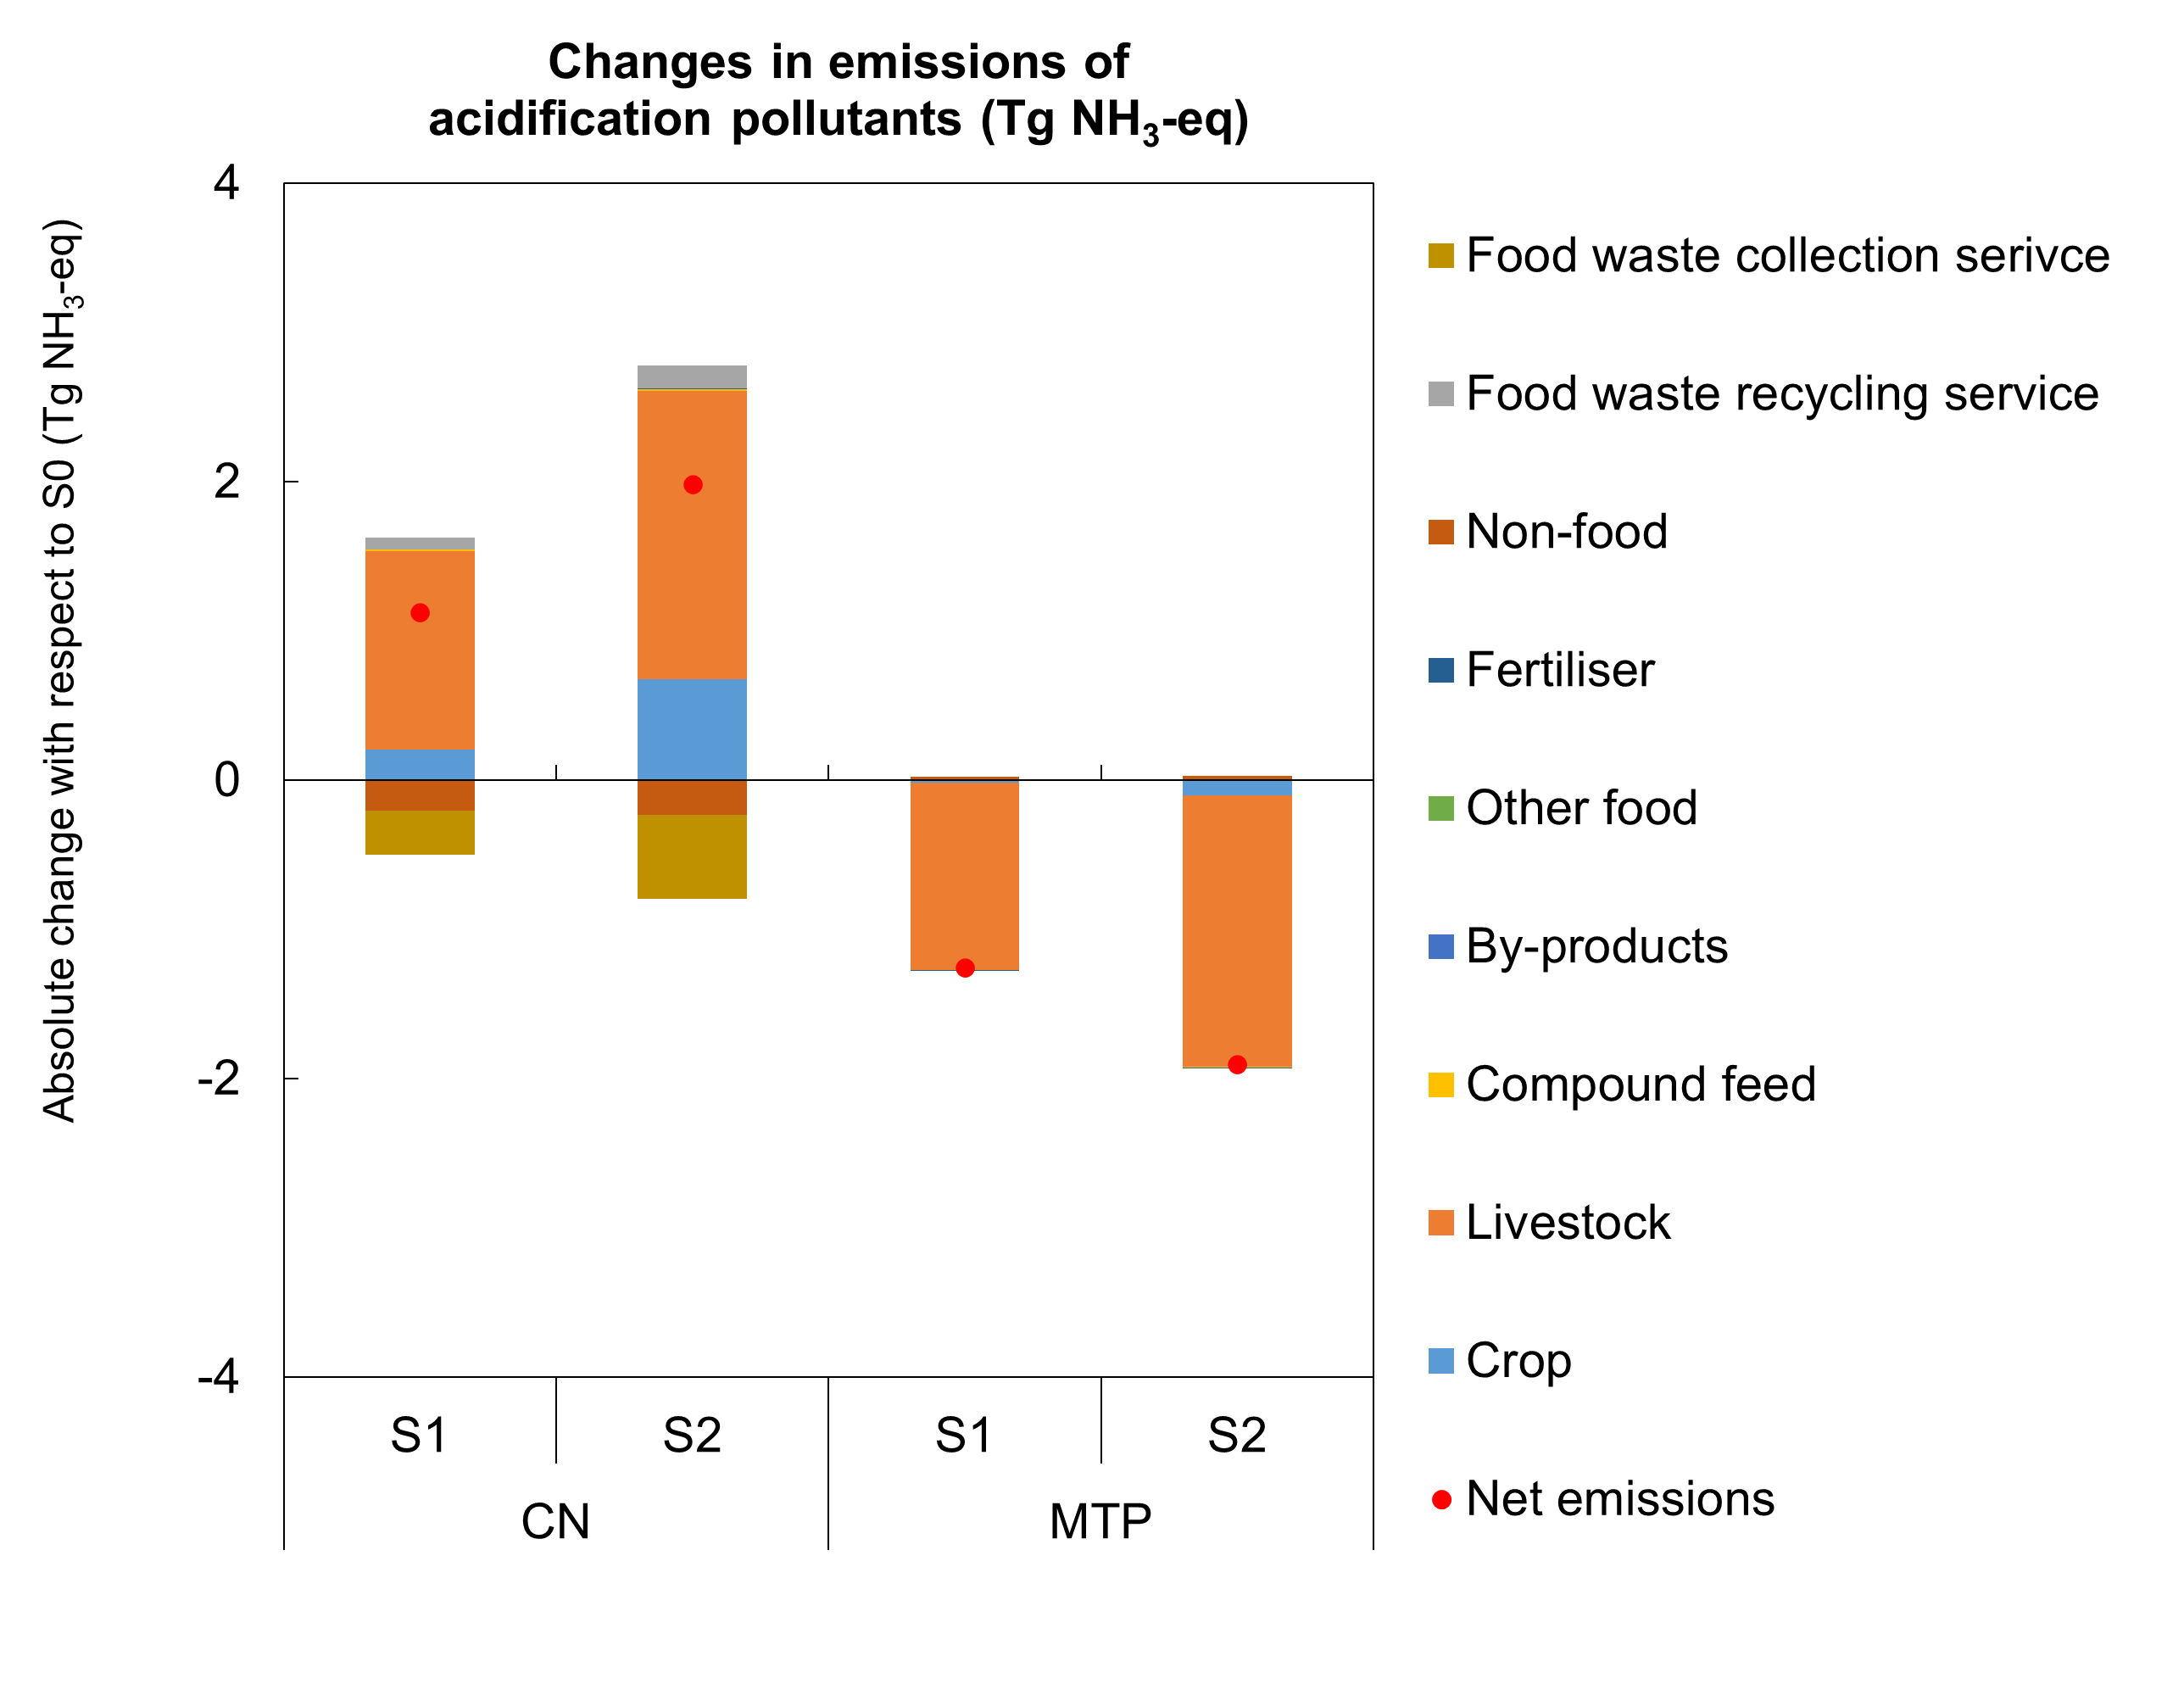 Changes in emissions of
acidification pollutants (Tg NH₃-eq)
Absolute change with respect to S0 (Tg NH₃-eq)
4
2
0
-2
-4
S1
S2
S1
S2
CN
MTP
Food waste collection serivce
Food waste recycling service
Non-food
Fertiliser
Other food
By-products
Compound feed
Livestock
Crop
Net emissions